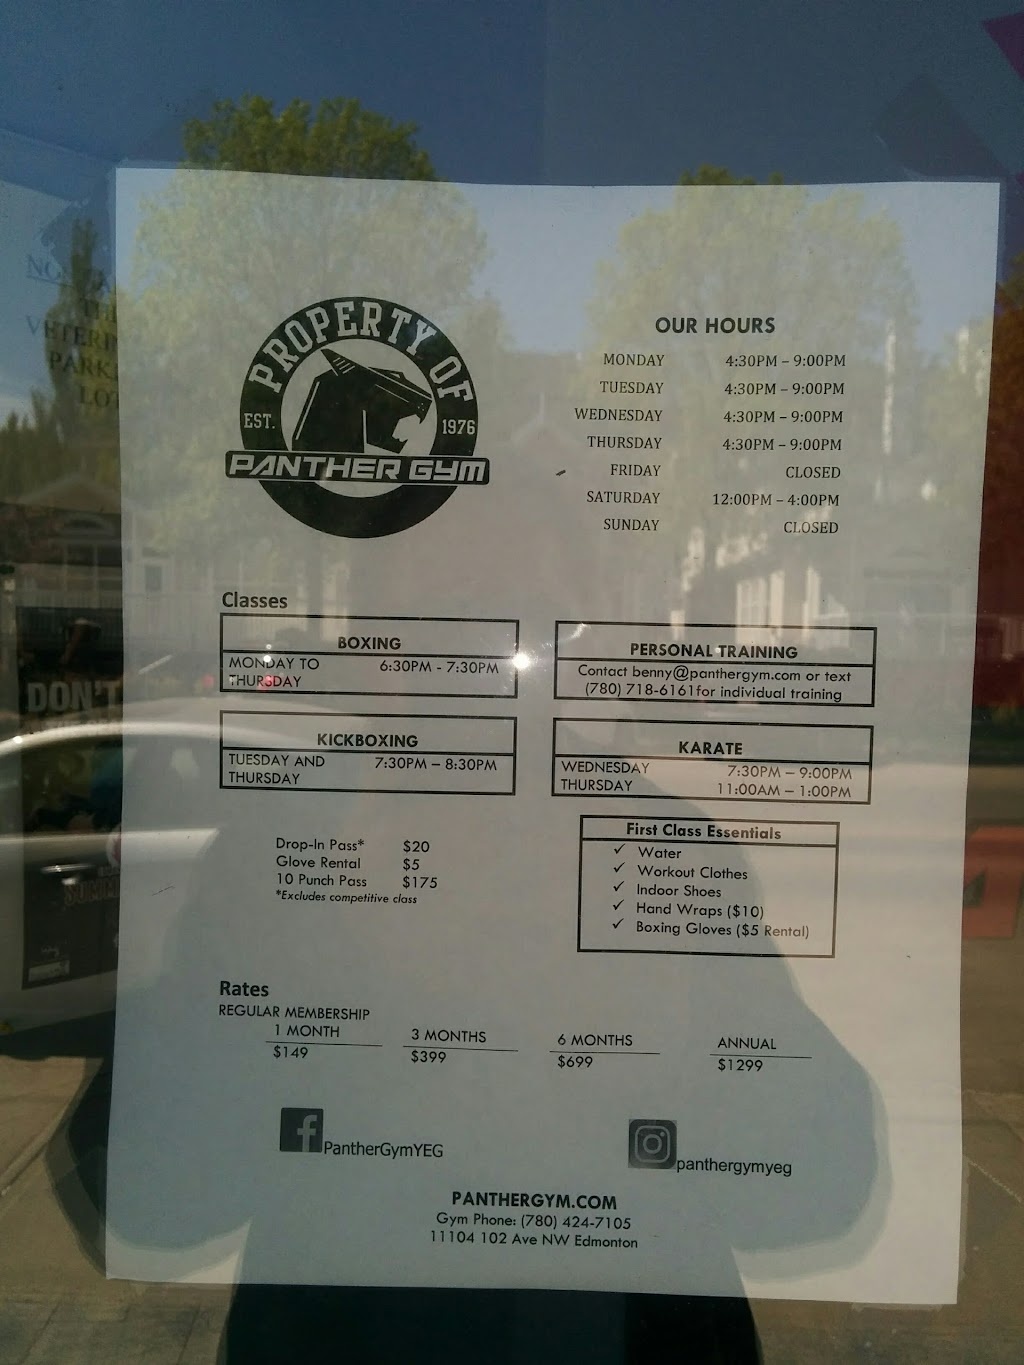 PROPERTY OF
EST. 1976
PANTHER GYM
OUR HOURS
MONDAY 4:30PM – 9:00PM
TUESDAY 4:30PM – 9:00PM
WEDNESDAY 4:30PM – 9:00PM
THURSDAY 4:30PM – 9:00PM
FRIDAY CLOSED
SATURDAY 12:00PM – 4:00PM
SUNDAY CLOSED
Classes
BOXING
MONDAY TO 6:30PM - 7:30PM
THURSDAY
PERSONAL TRAINING
Contact benny@panthergym.com or text
(780) 718-6161for individual training
KICKBOXING
TUESDAY AND 7:30PM – 8:30PM
THURSDAY
KARATE
WEDNESDAY 7:30PM – 9:00PM
THURSDAY 11:00AM – 1:00PM
Drop-In Pass* $20
Glove Rental $5
10 Punch Pass $175
*Excludes competitive class
First Class Essentials
✓ Water
✓ Workout Clothes
✓ Indoor Shoes
✓ Hand Wraps ($10)
✓ Boxing Gloves ($5 Rental)
Rates
REGULAR MEMBERSHIP
1 MONTH 3 MONTHS 6 MONTHS ANNUAL
$149 $399 $699 $1299
PantherGymYEG
panthergymyeg
PANTHERGYM.COM
Gym Phone: (780) 424-7105
11104 102 Ave NW Edmonton
DON'T